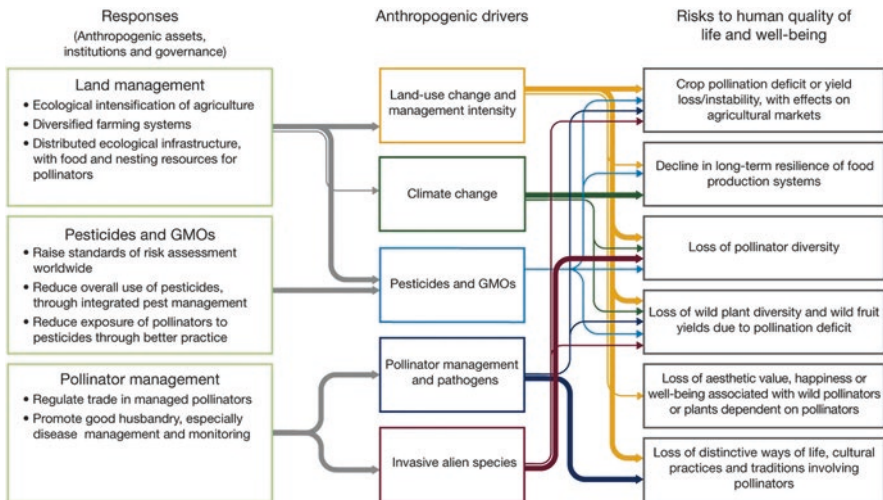 Responses
(Anthropogenic assets,
institutions and governance)
Land management
• Ecological intensification of agriculture
• Diversified farming systems
• Distributed ecological infrastructure,
with food and nesting resources for
pollinators
Pesticides and GMOs
• Raise standards of risk assessment
worldwide
• Reduce overall use of pesticides,
through integrated pest management
• Reduce exposure of pollinators to
pesticides through better practice
Pollinator management
• Regulate trade in managed pollinators
• Promote good husbandry, especially
disease management and monitoring
Anthropogenic drivers
Land-use change and
management intensity
Climate change
Pesticides and GMOs
Pollinator management
and pathogens
Invasive alien species
Risks to human quality of
life and well-being
Crop pollination deficit or yield
loss/instability, with effects on
agricultural markets
Decline in long-term resilience of food
production systems
Loss of pollinator diversity
Loss of wild plant diversity and wild fruit
yields due to pollination deficit
Loss of aesthetic value, happiness or
well-being associated with wild pollinators
or plants dependent on pollinators
Loss of distinctive ways of life, cultural
practices and traditions involving
pollinators